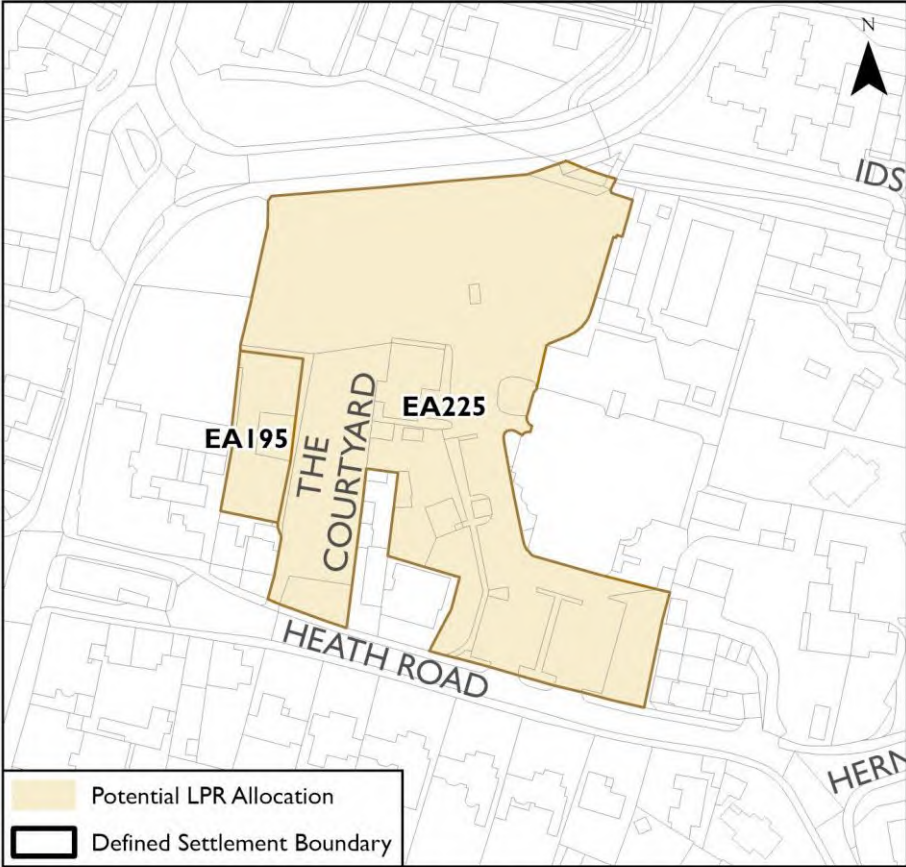 N
IDS
EA225
EA195
THE
COURTYARD
HEATH ROAD
HERN
Potential LPR Allocation
Defined Settlement Boundary